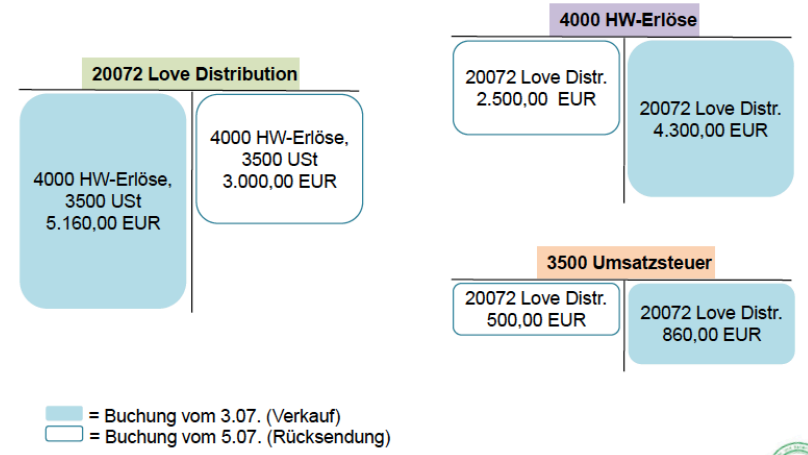 20072 Love Distribution
4000 HW-Erlöse,
3500 USt
5.160,00 EUR
4000 HW-Erlöse,
3500 USt
3.000,00 EUR
4000 HW-Erlöse
20072 Love Distr.
2.500,00 EUR
20072 Love Distr.
4.300,00 EUR
3500 Umsatzsteuer
20072 Love Distr.
500,00 EUR
20072 Love Distr.
860,00 EUR
= Buchung vom 3.07. (Verkauf)
= Buchung vom 5.07. (Rücksendung)